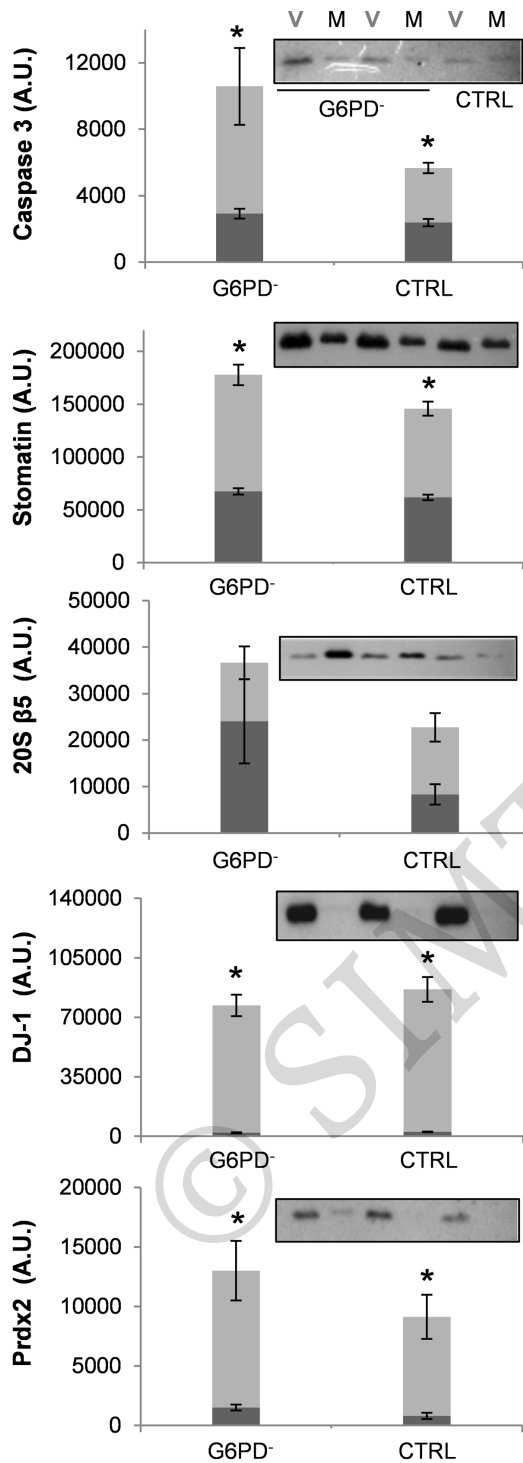 V M V M V M
*
12000
8000
4000
0
Caspase 3 (A.U.)
G6PD-
CTRL
*
G6PD- CTRL
200000
150000
100000
50000
0
Stomatin (A.U.)
*
*
G6PD- CTRL
50000
40000
30000
20000
10000
0
20S β5 (A.U.)
G6PD- CTRL
140000
105000
70000
35000
0
DJ-1 (A.U.)
*
*
G6PD- CTRL
20000
15000
10000
5000
0
Prdx2 (A.U.)
*
*
G6PD- CTRL
© SIMT